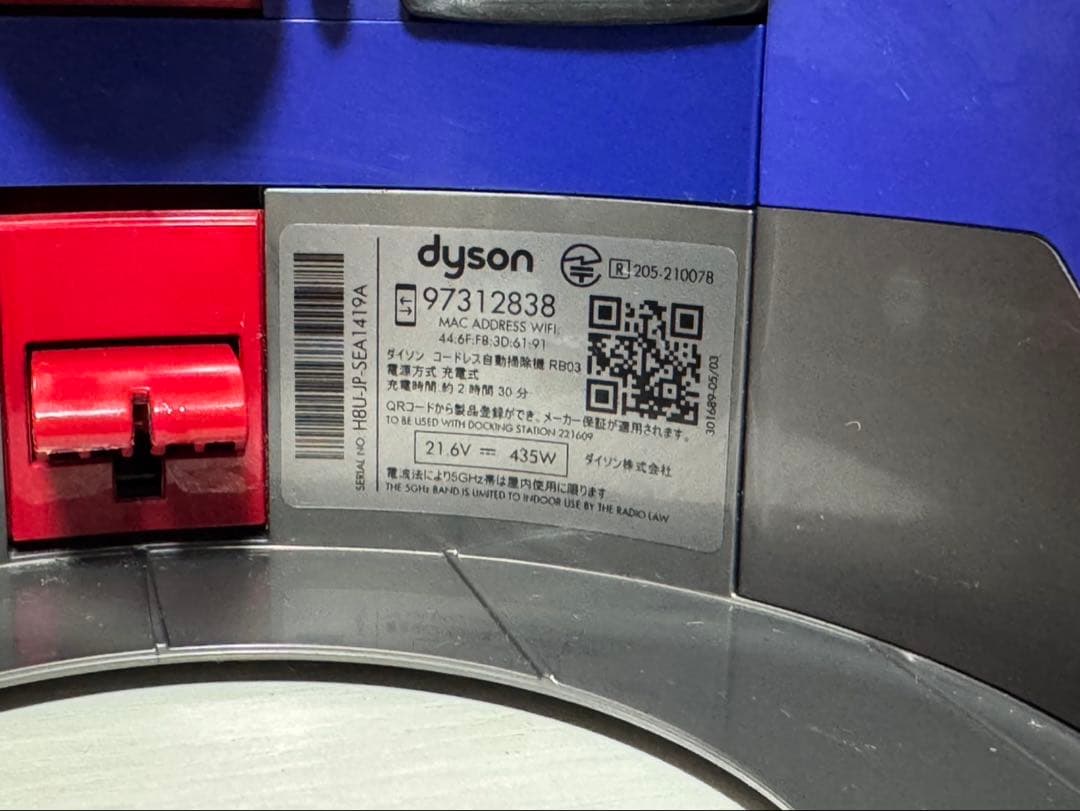 dyson
R 205-210078
97312838
MAC ADDRESS WIFI:
44:6F:F8:3D:61:91
ダイソン コードレス自動掃除機 RB03
電源方式 充電式
充電時間:約 2 時間 30 分
QRコードから製品登録ができ、メーカー保証が適用されます。
TO BE USED WITH DOCKING STATION 221609
21.6V ⎓ 435W
ダイソン株式会社
電波法により5GHz帯は屋内使用に限ります
THE 5GHz BAND IS LIMITED TO INDOOR USE BY THE RADIO LAW
SERIAL NO. H8U-JP-SEA1419A
301689-05/03